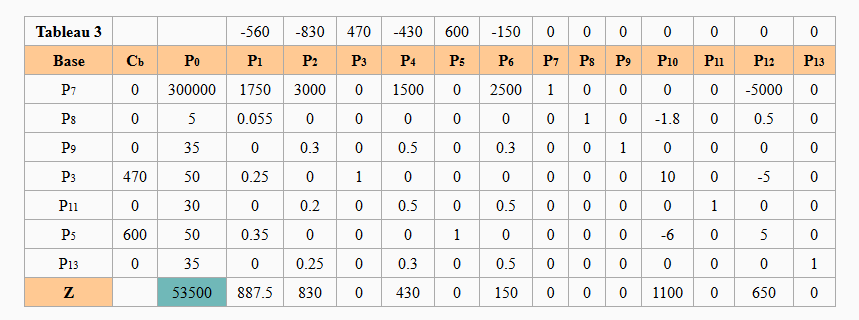 Tableau 3 -560 -830 470 -430 600 -150 0 0 0 0 0 0 0
Base Cb P0 P1 P2 P3 P4 P5 P6 P7 P8 P9 P10 P11 P12 P13
P7 0 300000 1750 3000 0 1500 0 2500 1 0 0 0 0 -5000 0
P8 0 5 0.055 0 0 0 0 0 0 1 0 -1.8 0 0.5 0
P9 0 35 0 0.3 0 0.5 0 0.3 0 0 1 0 0 0 0
P3 470 50 0.25 0 1 0 0 0 0 0 0 10 0 -5 0
P11 0 30 0 0.2 0 0.5 0 0.5 0 0 0 0 1 0 0
P5 600 50 0.35 0 0 0 1 0 0 0 0 -6 0 5 0
P13 0 35 0 0.25 0 0.3 0 0.5 0 0 0 0 0 0 1
Z 53500 887.5 830 0 430 0 150 0 0 0 1100 0 650 0